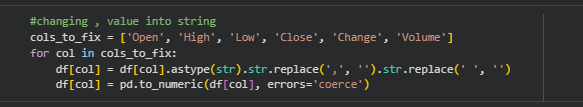 #changing , value into string
cols_to_fix = ['Open', 'High', 'Low', 'Close', 'Change', 'Volume']
for col in cols_to_fix:
    df[col] = df[col].astype(str).str.replace(',', '').str.replace(' ', '')
    df[col] = pd.to_numeric(df[col], errors='coerce')